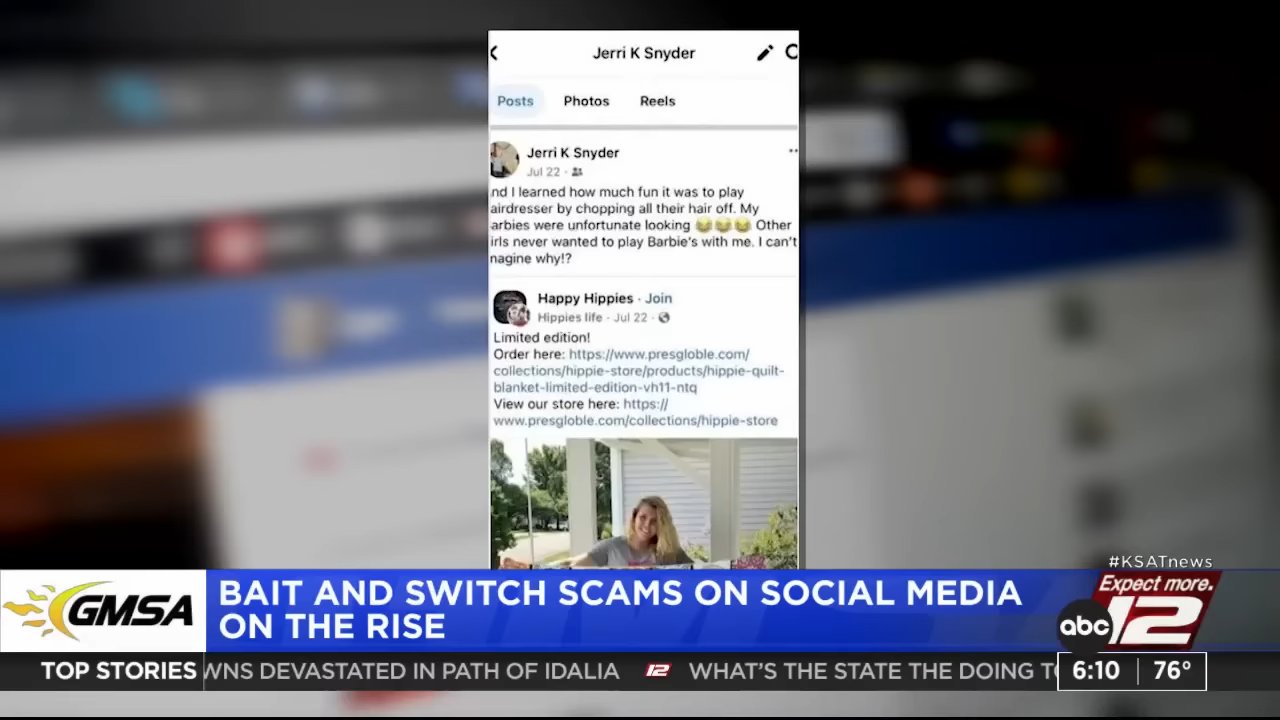 Jerri K Snyder
Posts Photos Reels
Jerri K Snyder
Jul 22
nd I learned how much fun it was to play
airdresser by chopping all their hair off. My
arbies were unfortunate looking 😂😂😂 Other
irls never wanted to play Barbie's with me. I can't
magine why!?
Happy Hippies · Join
Hippies life · Jul 22 ·
Limited edition!
Order here: https://www.presgloble.com/
collections/hippie-store/products/hippie-quilt-
blanket-limited-edition-vh11-ntq
View our store here: https://
www.presgloble.com/collections/hippie-store
#KSATnews
GMSA
BAIT AND SWITCH SCAMS ON SOCIAL MEDIA
ON THE RISE
Expect more.
abc 12
TOP STORIES WNS DEVASTATED IN PATH OF IDALIA 12 WHAT'S THE STATE THE DOING TO
6:10 76°